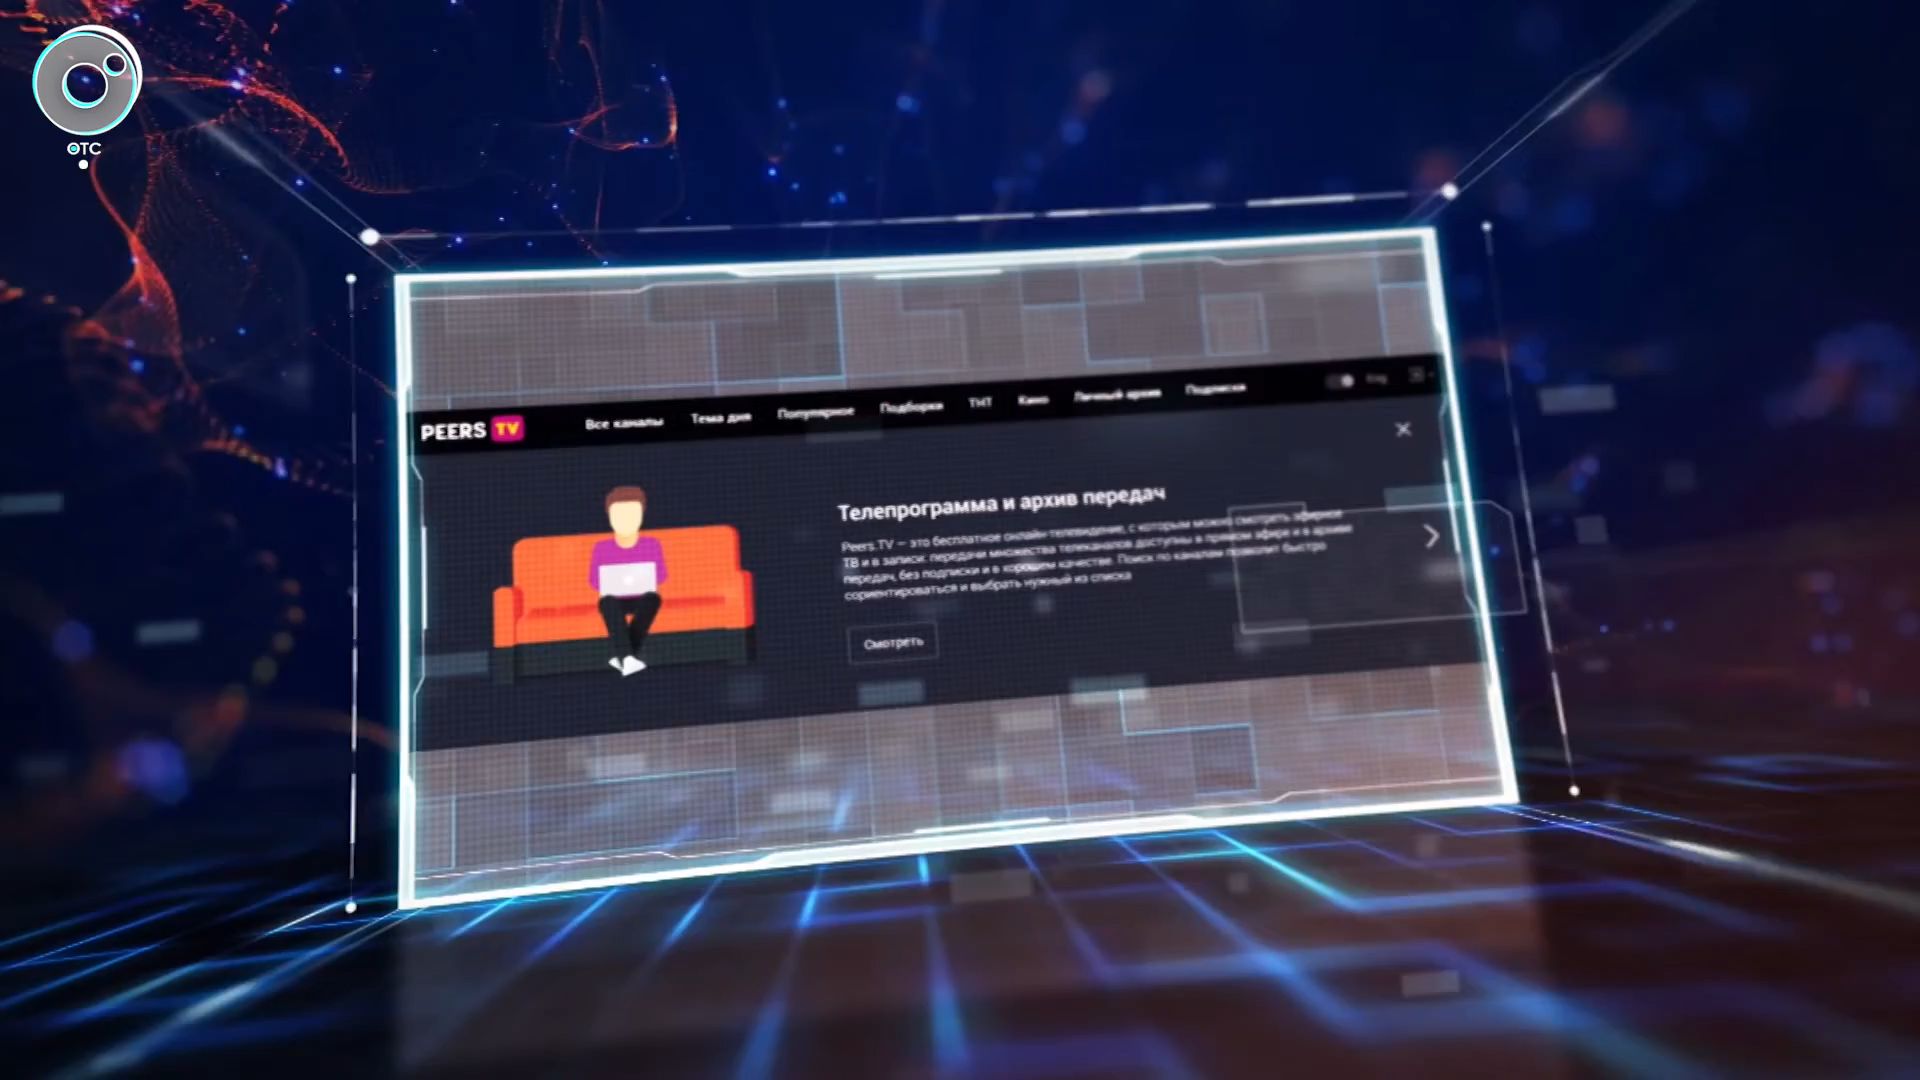 ОТС
PEERS TV
Все каналы Тема дня Популярное Подборки ТНТ Кино Личный архив Подписка
Телепрограмма и архив передач
Peers.TV — это бесплатное онлайн-телевидение, с которым можно смотреть эфирное
ТВ и в записи: передачи множества телеканалов доступны в прямом эфире и в архиве
передач, без подписки и в хорошем качестве. Поиск по каналам позволит быстро
сориентироваться и выбрать нужный из списка
Смотреть